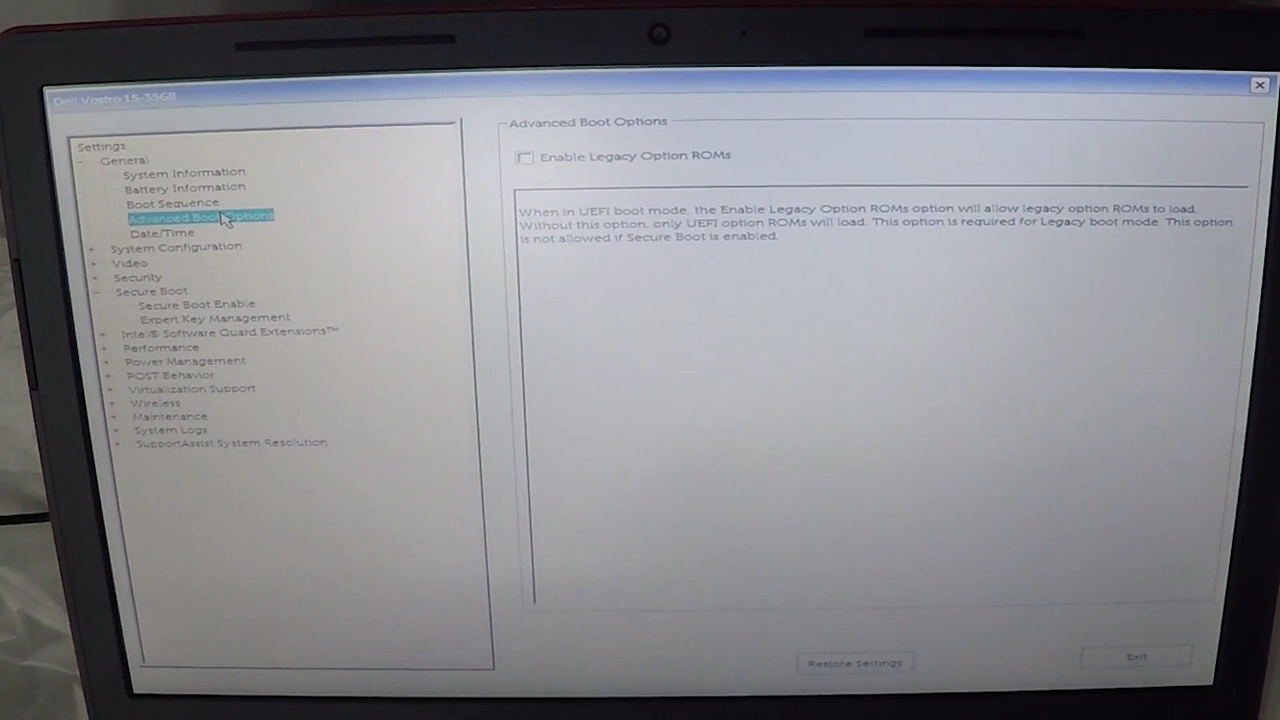 Dell Vostro 15-3568
Settings
General
System Information
Battery Information
Boot Sequence
Advanced Boot Options
Date/Time
System Configuration
Video
Security
Secure Boot
Secure Boot Enable
Expert Key Management
Intel® Software Guard Extensions™
Performance
Power Management
POST Behavior
Virtualization Support
Wireless
Maintenance
System Logs
SupportAssist System Resolution
Advanced Boot Options
Enable Legacy Option ROMs
When in UEFI boot mode, the Enable Legacy Option ROMs option will allow legacy option ROMs to load.
Without this option, only UEFI option ROMs will load. This option is required for Legacy boot mode. This option
is not allowed if Secure Boot is enabled.
Restore Settings
Exit